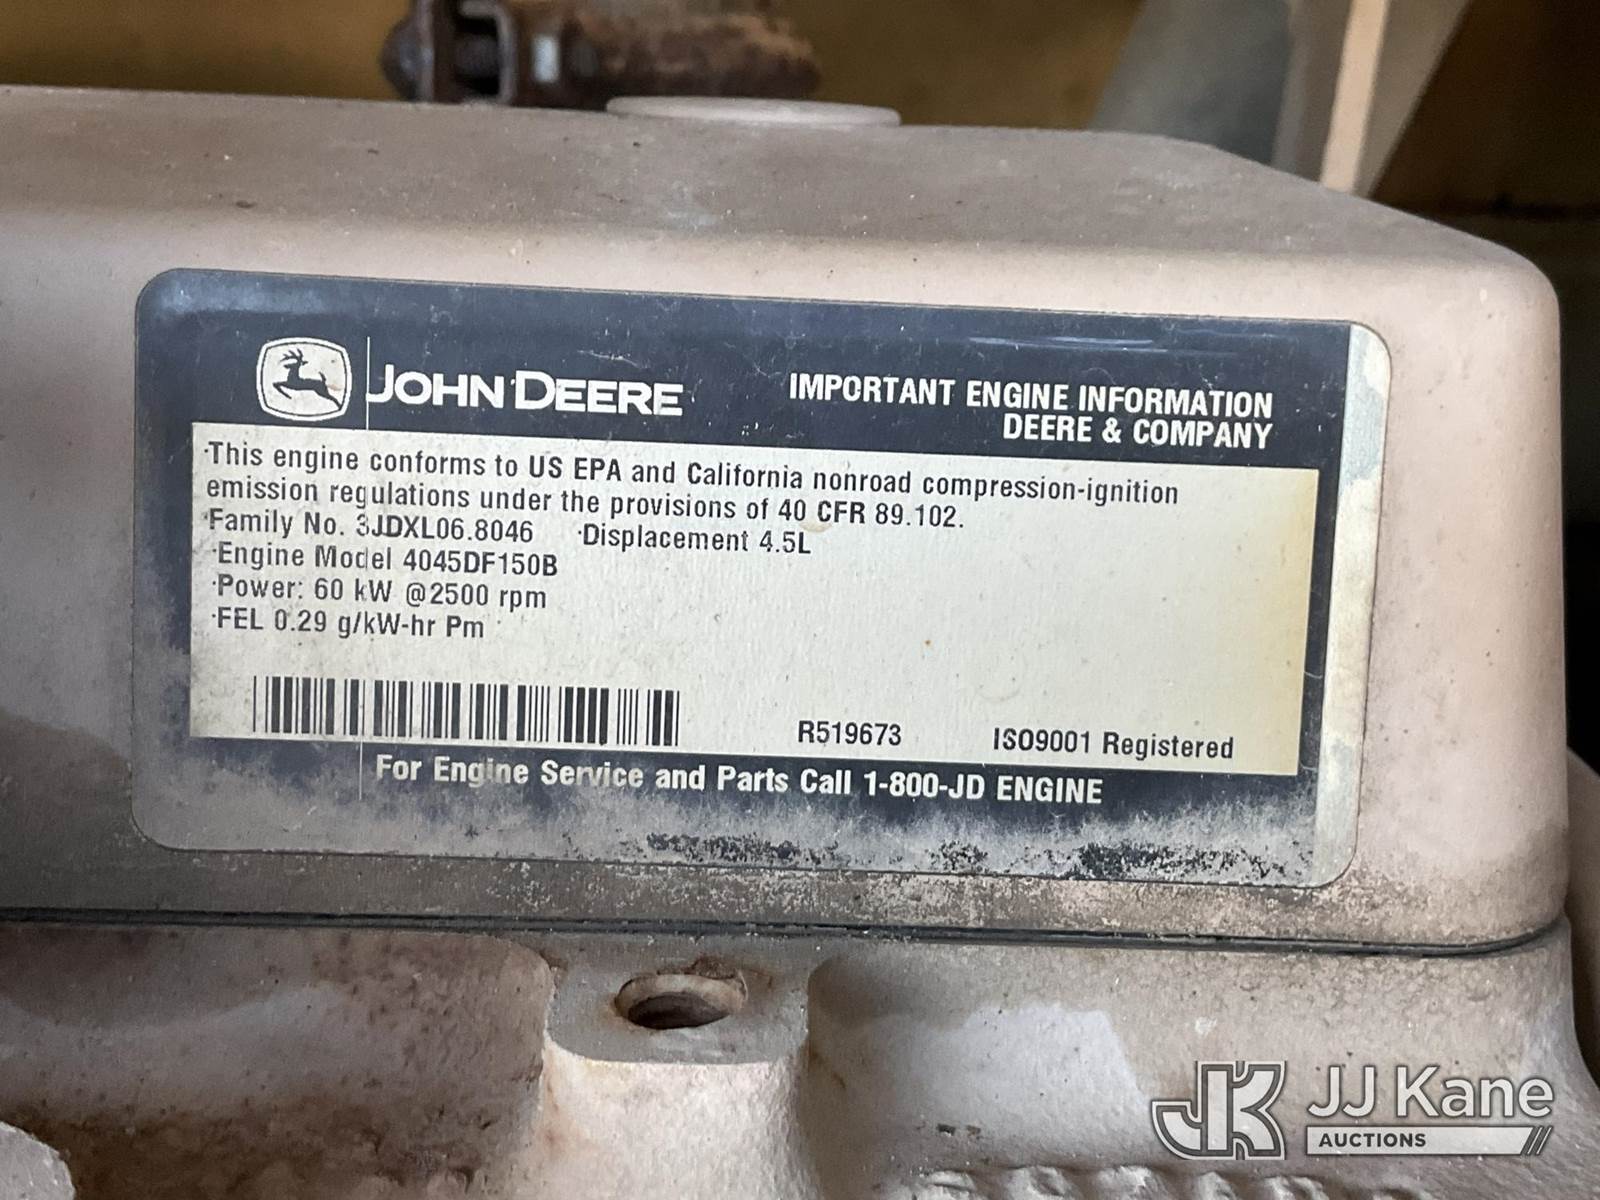 JOHN DEERE
IMPORTANT ENGINE INFORMATION
DEERE & COMPANY
·This engine conforms to US EPA and California nonroad compression-ignition
emission regulations under the provisions of 40 CFR 89.102.
·Family No. 3JDXL06.8046 ·Displacement 4.5L
·Engine Model 4045DF150B
·Power: 60 kW @2500 rpm
·FEL 0.29 g/kW-hr Pm
R519673 ISO9001 Registered
For Engine Service and Parts Call 1-800-JD ENGINE
JK JJ Kane
AUCTIONS